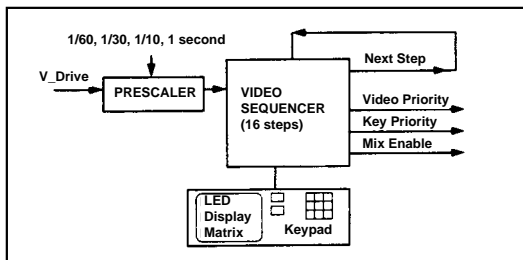 1/60, 1/30, 1/10, 1 second
V_Drive
PRESCALER
VIDEO
SEQUENCER
(16 steps)
Next Step
Video Priority
Key Priority
Mix Enable
LED
Display
Matrix
Keypad